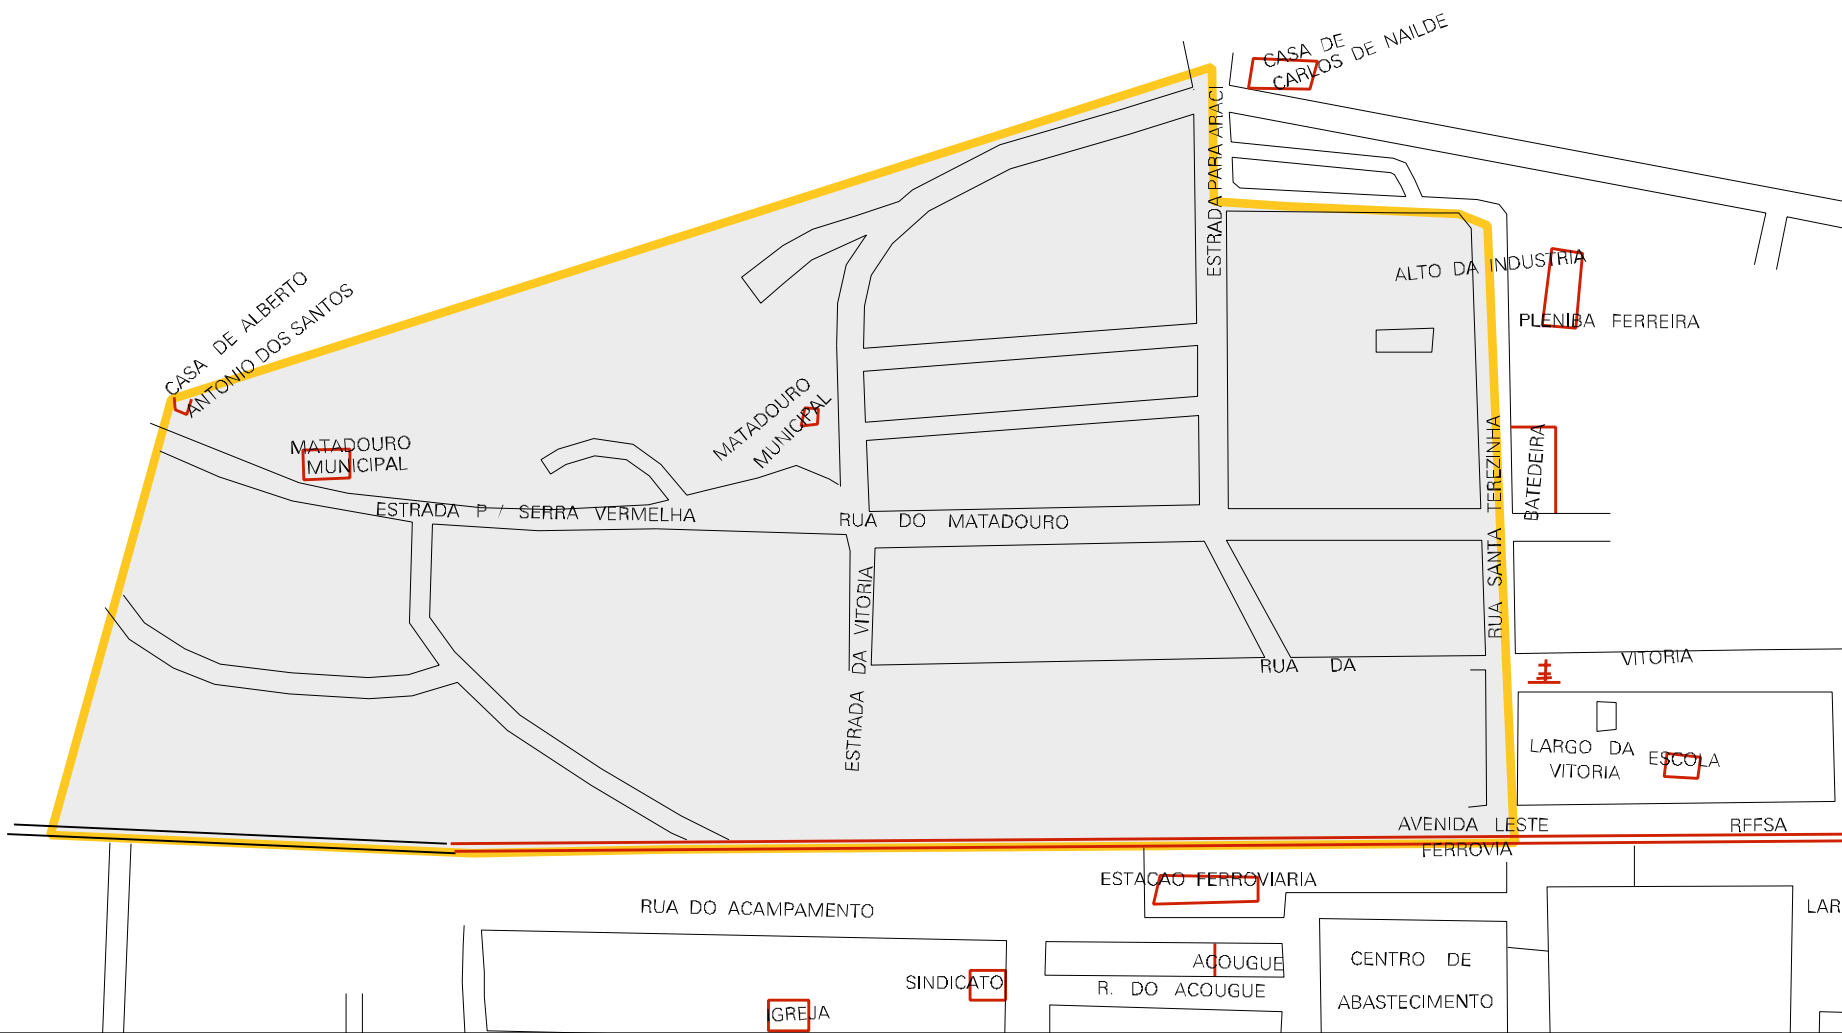 CASA DE
CARLOS DE NAILDE
ESTRADA PARA ARACI
ALTO DA INDUSTRIA
PLENIBA FERREIRA
CASA DE ALBERTO
ANTONIO DOS SANTOS
MATADOURO
MUNICIPAL
MATADOURO
MUNICIPAL
ESTRADA P / SERRA VERMELHA
RUA DO MATADOURO
RUA SANTA TEREZINHA
BATEDEIRA
ESTRADA DA VITORIA
RUA DA VITORIA
LARGO DA
VITORIA
ESCOLA
AVENIDA LESTE
RFFSA
FERROVIA
ESTACAO FERROVIARIA
RUA DO ACAMPAMENTO
LAR
ACOUGUE
CENTRO DE
ABASTECIMENTO
SINDICATO
R. DO ACOUGUE
IGREJA